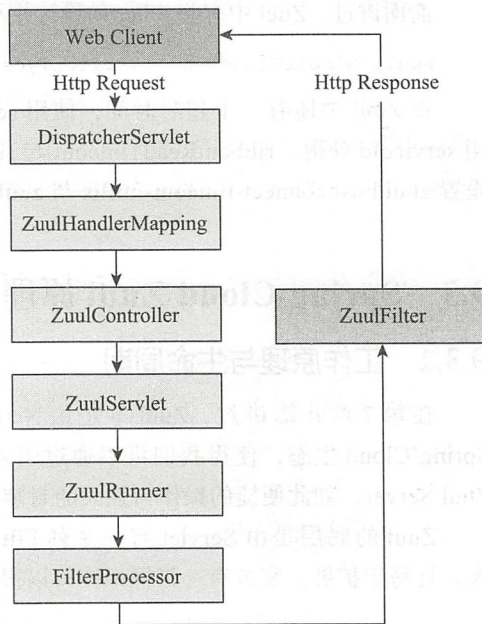 Web Client
Http Request
Http Response
DispatcherServlet
ZuulHandlerMapping
ZuulController
ZuulFilter
ZuulServlet
ZuulRunner
FilterProcessor